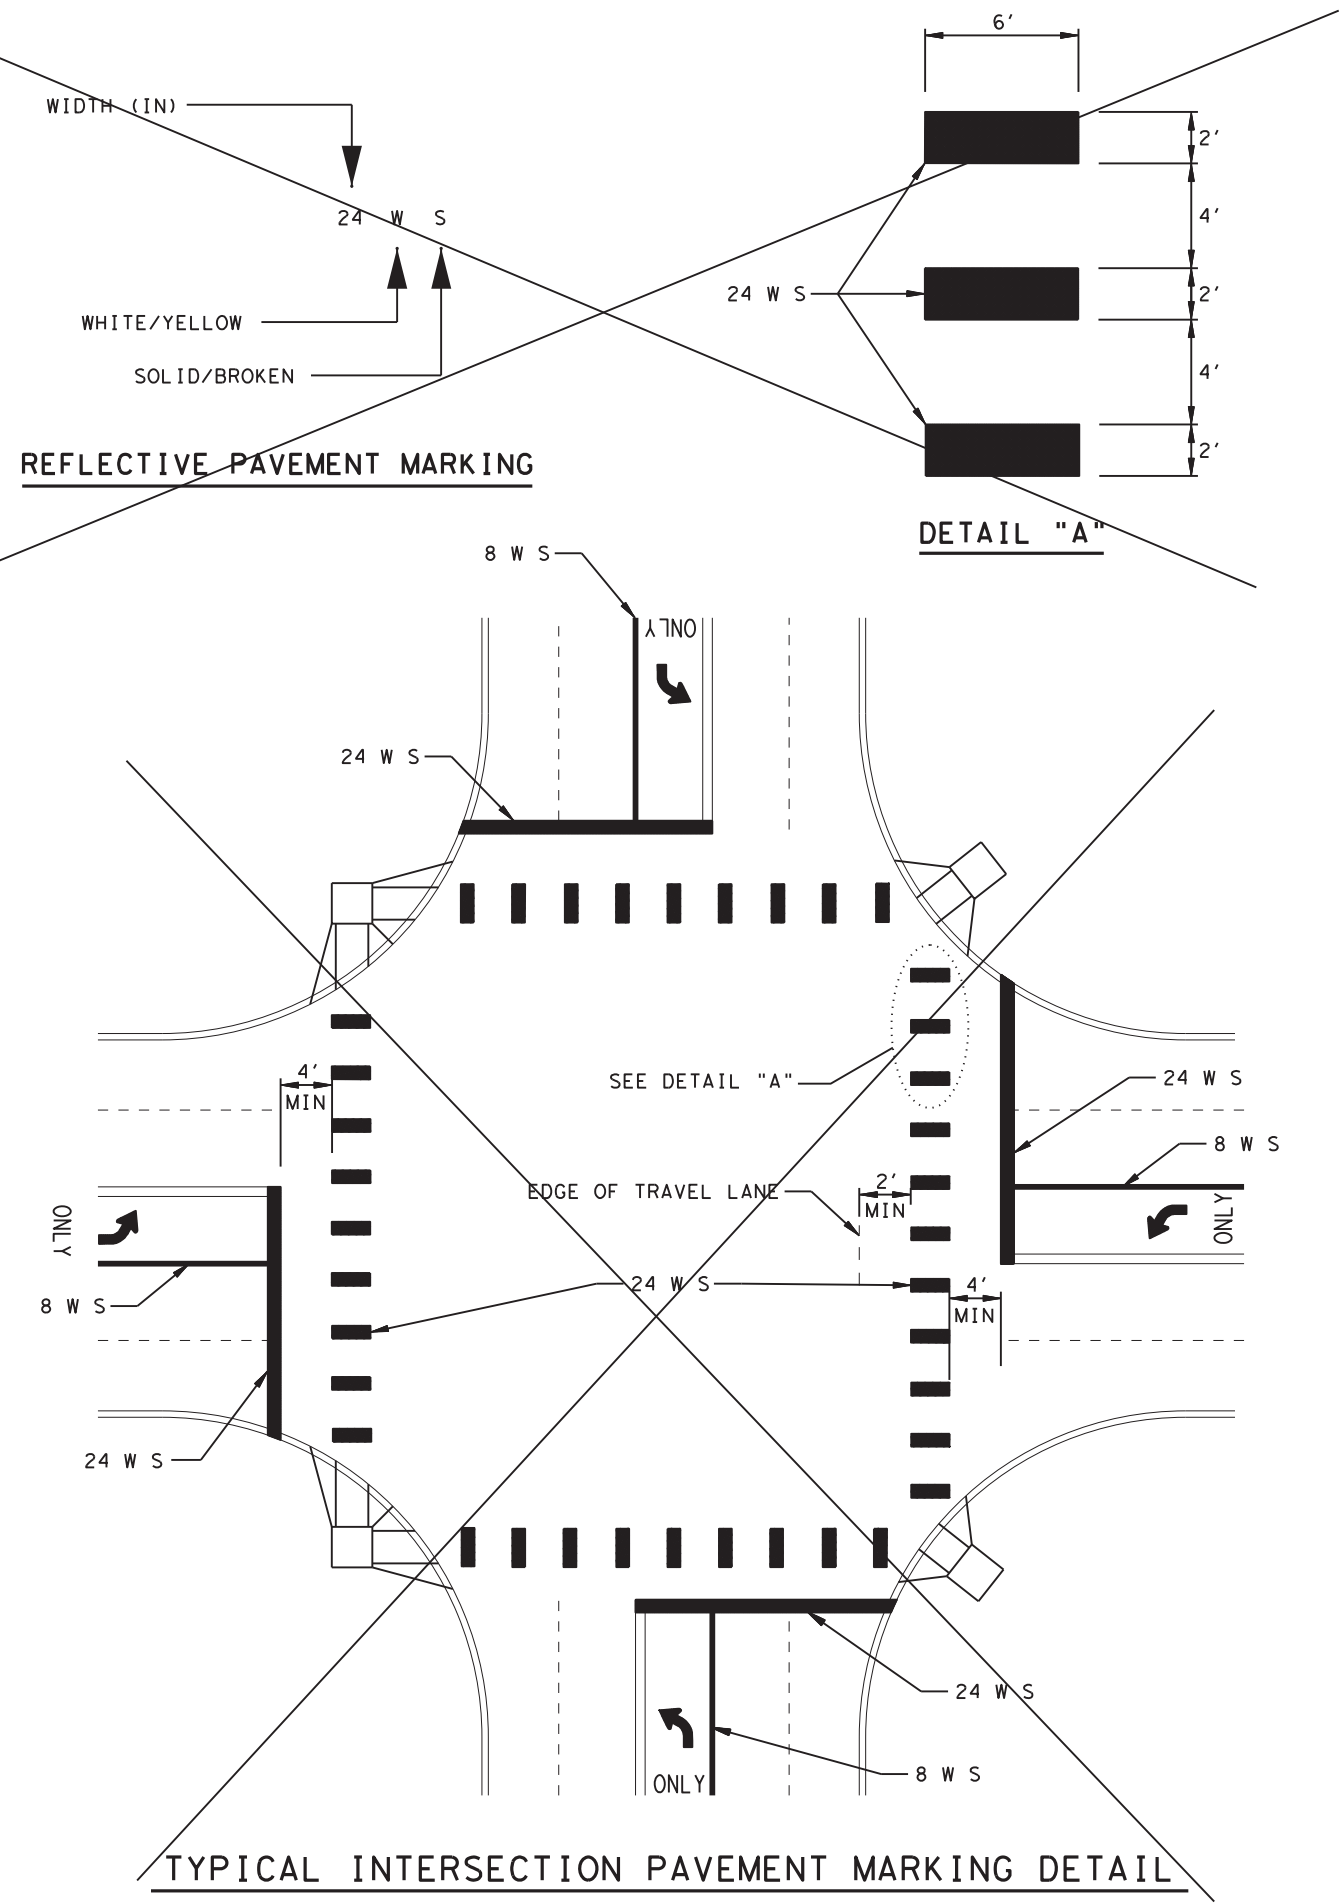 6'
WIDTH (IN)
2'
24 W S
4'
24 W S
2'
WHITE/YELLOW
SOLID/BROKEN
4'
2'
REFLECTIVE PAVEMENT MARKING
DETAIL "A"
8 W S
ONLY
24 W S
4'
MIN
SEE DETAIL "A"
24 W S
8 W S
EDGE OF TRAVEL LANE
2'
MIN
ONLY
ONLY
24 W S
4'
MIN
8 W S
24 W S
24 W S
8 W S
ONLY
TYPICAL INTERSECTION PAVEMENT MARKING DETAIL